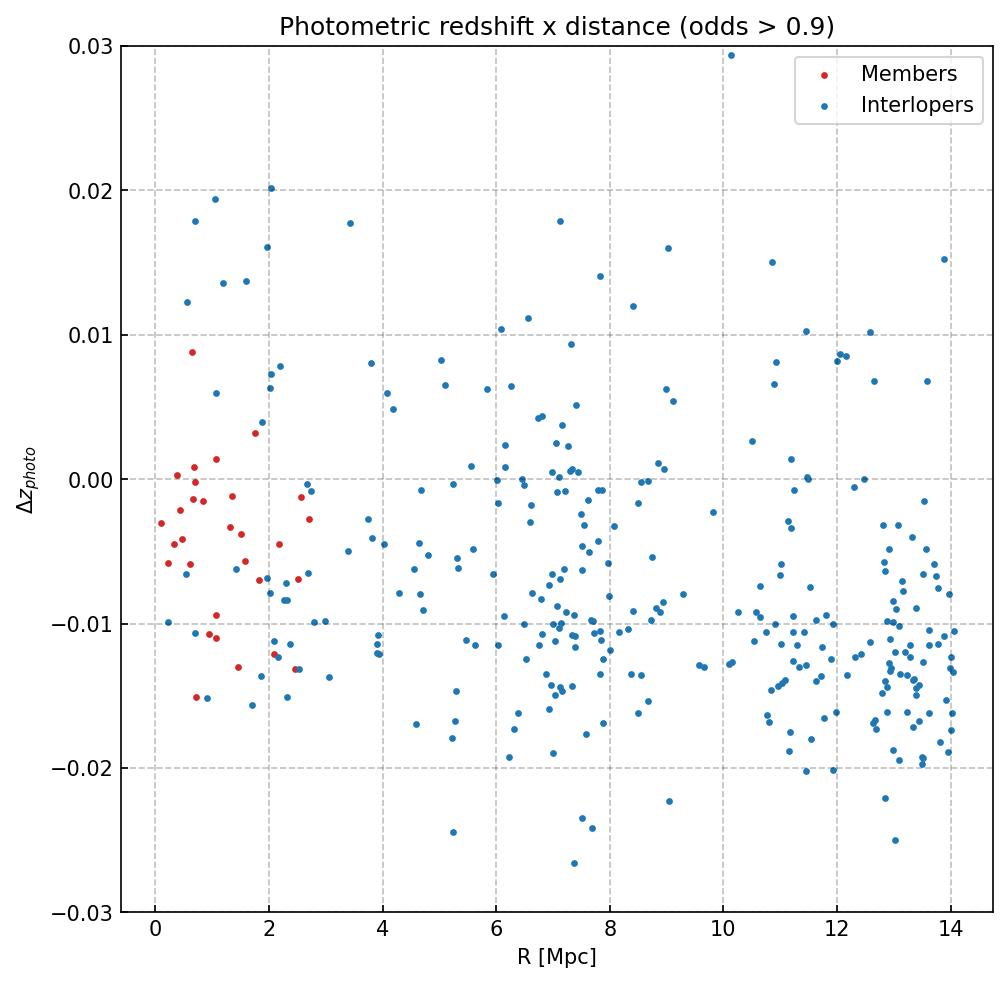 Photometric redshift x distance (odds > 0.9)
Members
Interlopers
0.03
0.02
0.01
0.00
−0.01
−0.02
−0.03
Δz_photo
0 2 4 6 8 10 12 14
R [Mpc]